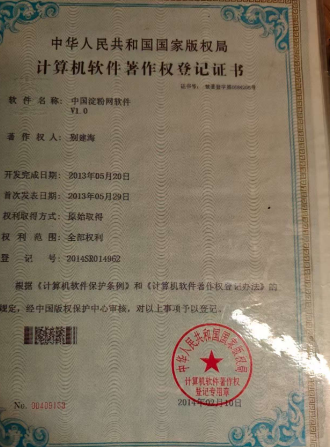 中华人民共和国国家版权局
计算机软件著作权登记证书
证书号:
软件名称: 中国淀粉网软件
V1.0
著作权人: 别建海
开发完成日期: 2013年05月20日
首次发表日期: 2013年05月29日
权利取得方式: 原始取得
权利范围: 全部权利
登记号: 2014SR014962
根据《计算机软件保护条例》和《计算机软件著作权登记办法》的
规定,经中国版权保护中心审核,对以上事项予以登记。
中华人民共和国国家版权局
计算机软件著作权
登记专用章
No.